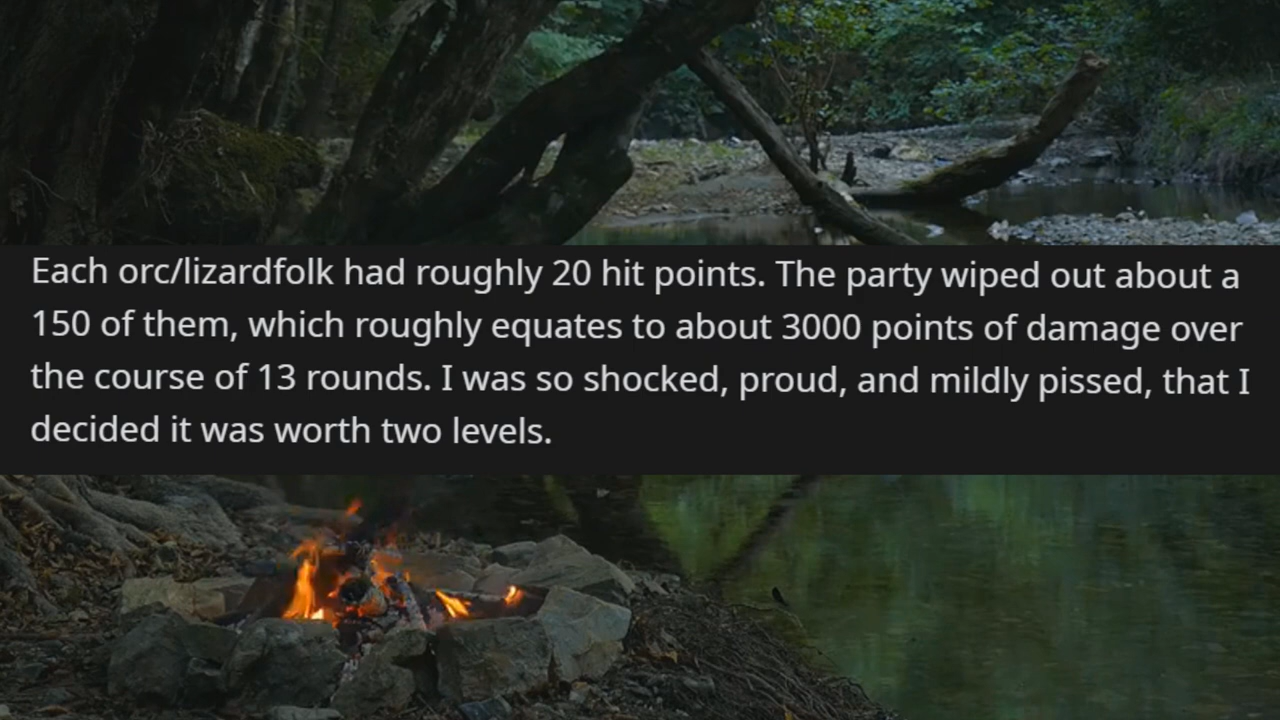 Each orc/lizardfolk had roughly 20 hit points. The party wiped out about a
150 of them, which roughly equates to about 3000 points of damage over
the course of 13 rounds. I was so shocked, proud, and mildly pissed, that I
decided it was worth two levels.